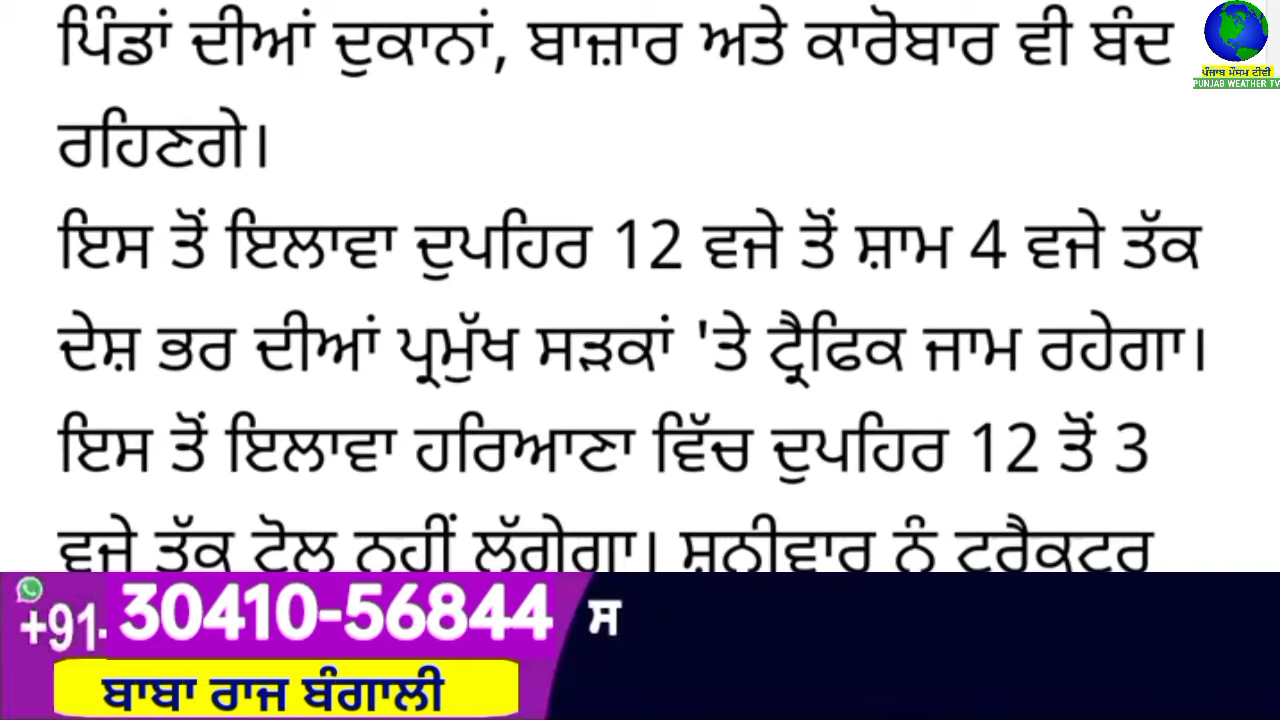 ਪਿੰਡਾਂ ਦੀਆਂ ਦੁਕਾਨਾਂ, ਬਾਜ਼ਾਰ ਅਤੇ ਕਾਰੋਬਾਰ ਵੀ ਬੰਦ
ਰਹਿਣਗੇ।
ਇਸ ਤੋਂ ਇਲਾਵਾ ਦੁਪਹਿਰ 12 ਵਜੇ ਤੋਂ ਸ਼ਾਮ 4 ਵਜੇ ਤੱਕ
ਦੇਸ਼ ਭਰ ਦੀਆਂ ਪ੍ਰਮੁੱਖ ਸੜਕਾਂ 'ਤੇ ਟ੍ਰੈਫਿਕ ਜਾਮ ਰਹੇਗਾ।
ਇਸ ਤੋਂ ਇਲਾਵਾ ਹਰਿਆਣਾ ਵਿੱਚ ਦੁਪਹਿਰ 12 ਤੋਂ 3
ਵਜੇ ਤੱਕ ਟੋਲ ਨਹੀਂ ਲੱਗੇਗਾ। ਸ਼ਨੀਵਾਰ ਨੂੰ ਟਰੈਕਟਰ
ਪੰਜਾਬ ਮੌਸਮ ਟੀਵੀ
PUNJAB WEATHER TV
+91- 30410-56844
ਸ
ਬਾਬਾ ਰਾਜ ਬੰਗਾਲੀ